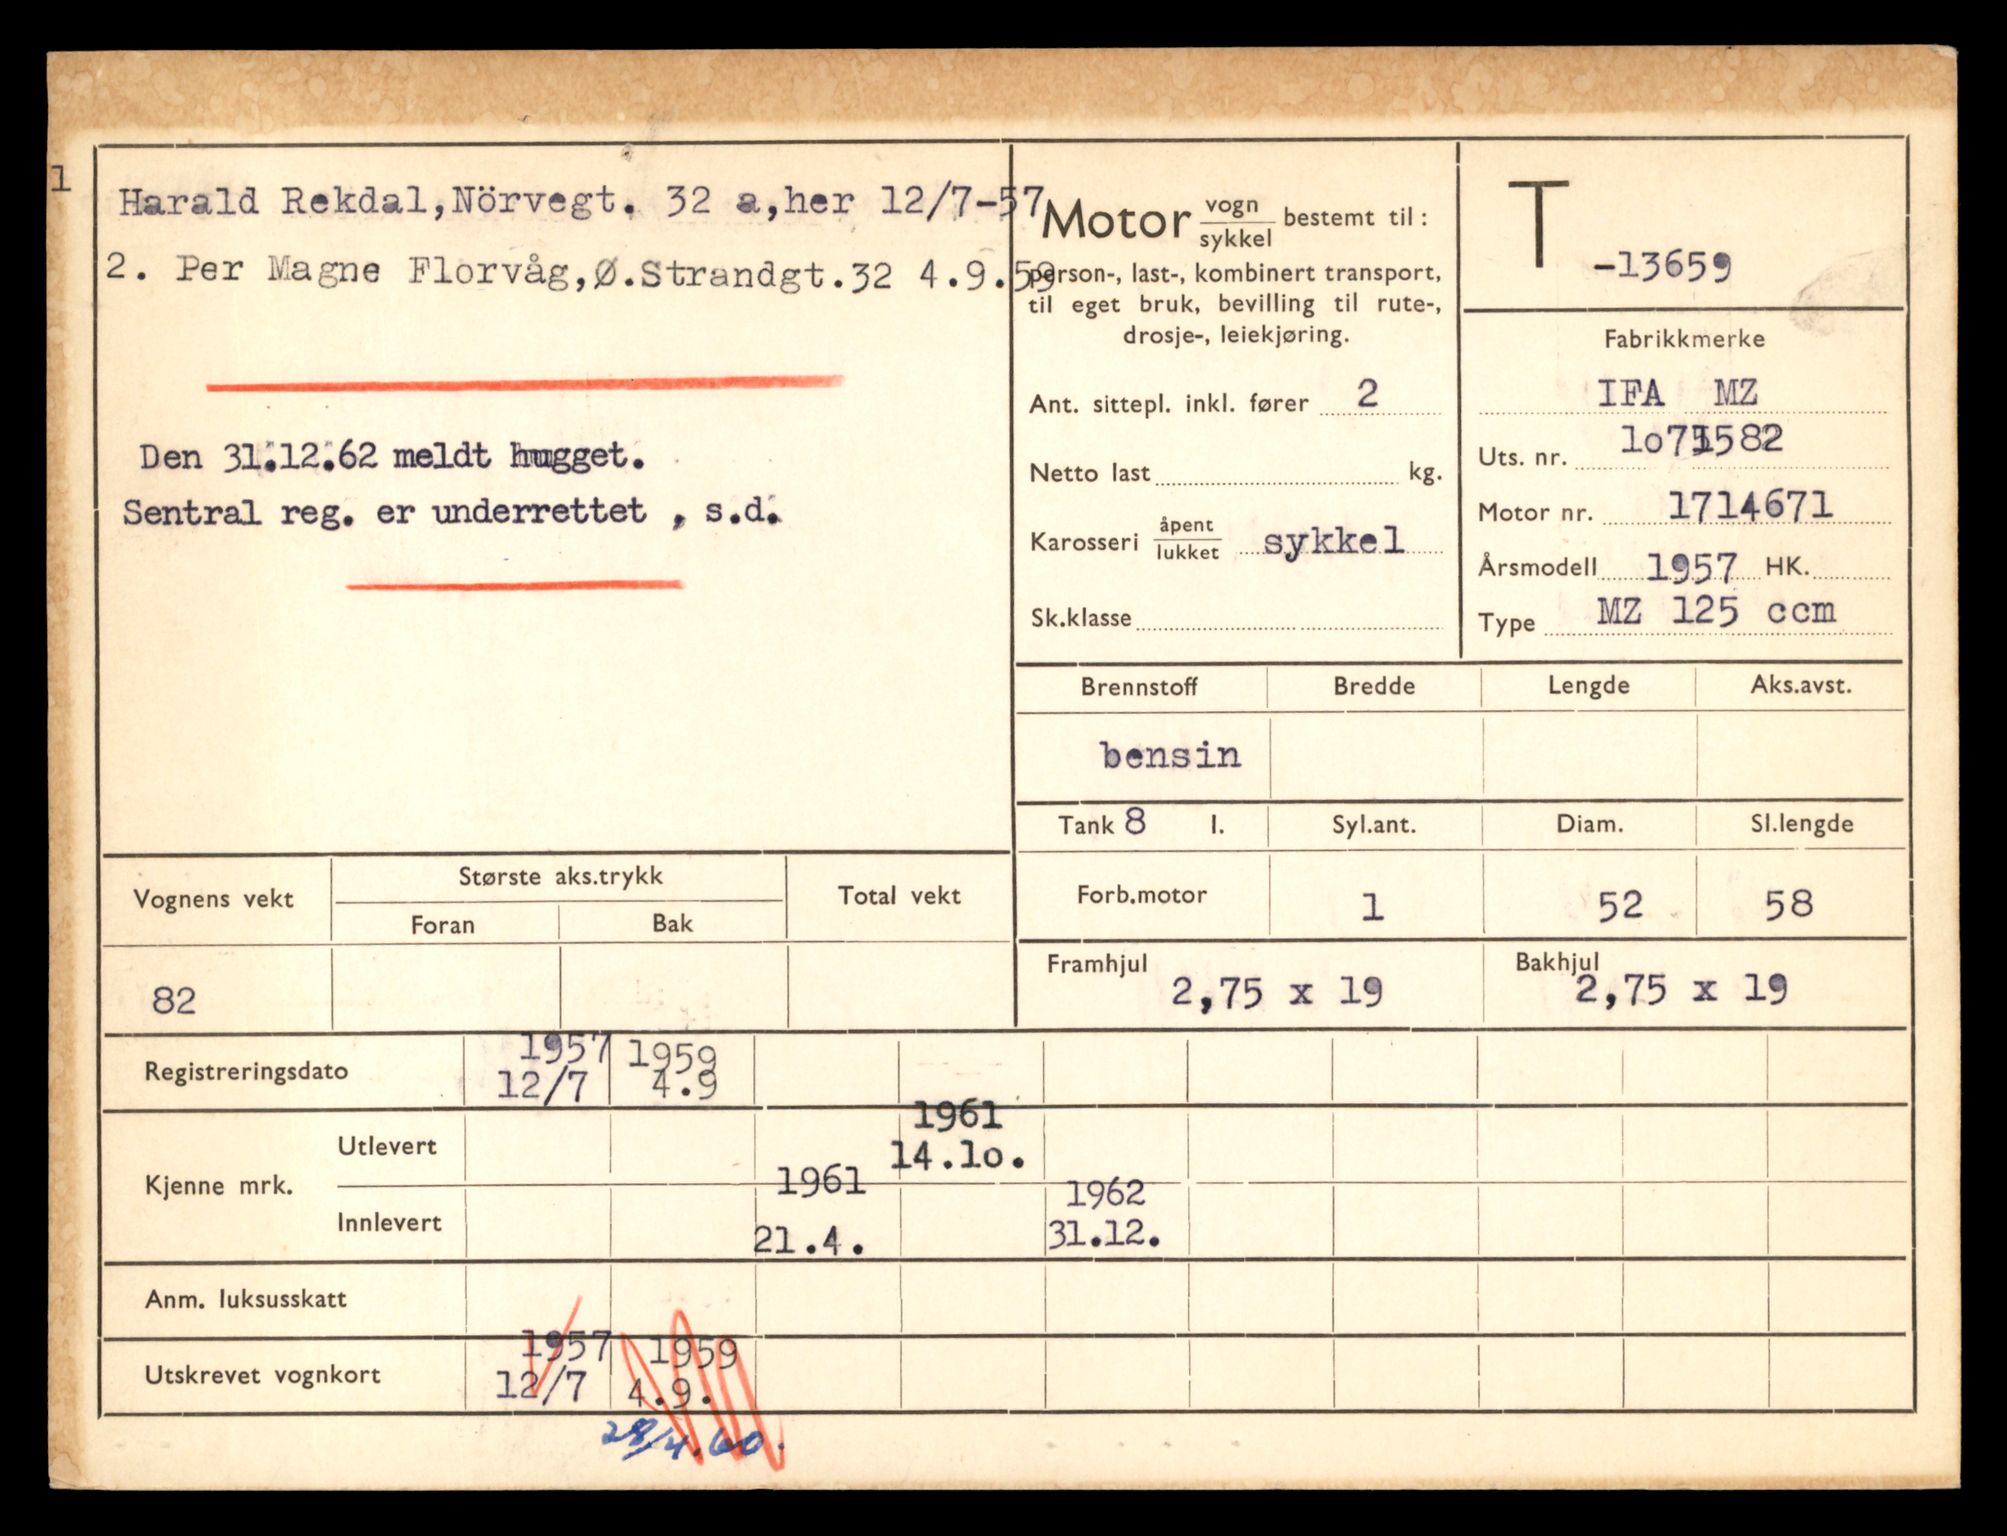 1
Harald Rekdal,Nörvegt. 32 a,her 12/7-57
2. Per Magne Florvåg,Ø.Strandgt.32 4.9.59
Den 31.12.62 meldt hugget.
Sentral reg. er underrettet , s.d.
Motor vogn/sykkel bestemt til :
person-, last-, kombinert transport,
til eget bruk, bevilling til rute-,
drosje-, leiekjøring.
Ant. sittepl. inkl. fører 2
Netto last kg.
Karosseri åpent/lukket sykkel
Sk.klasse
T -13659
Fabrikkmerke
IFA MZ
Uts. nr.
Motor nr. 1714671
Årsmodell 1957 HK.
Type MZ 125 ccm
Brennstoff Bredde Lengde Aks.avst.
bensin
Tank 8 l. Syl.ant. Diam. Sl.lengde
Forb.motor 1 52 58
Framhjul Bakhjul
2,75 x 19 2,75 x 19
Vognens vekt Største aks.trykk Total vekt
Foran Bak
82
1957 1959
Registreringsdato
12/7 4.9
1961
Utlevert 14.lo.
Kjenne mrk.
1961 1962
Innlevert
21.4. 31.12.
Anm. luksusskatt
1957 1959
Utskrevet vognkort
12/7 4.9.
28/4.60.